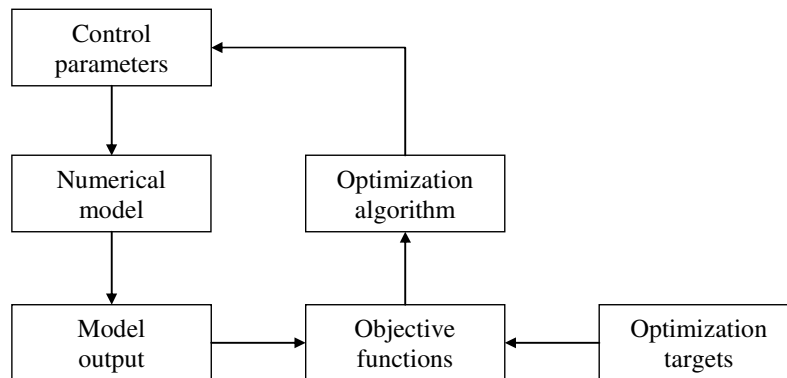 Control
parameters
Numerical
model
Optimization
algorithm
Model
output
Objective
functions
Optimization
targets